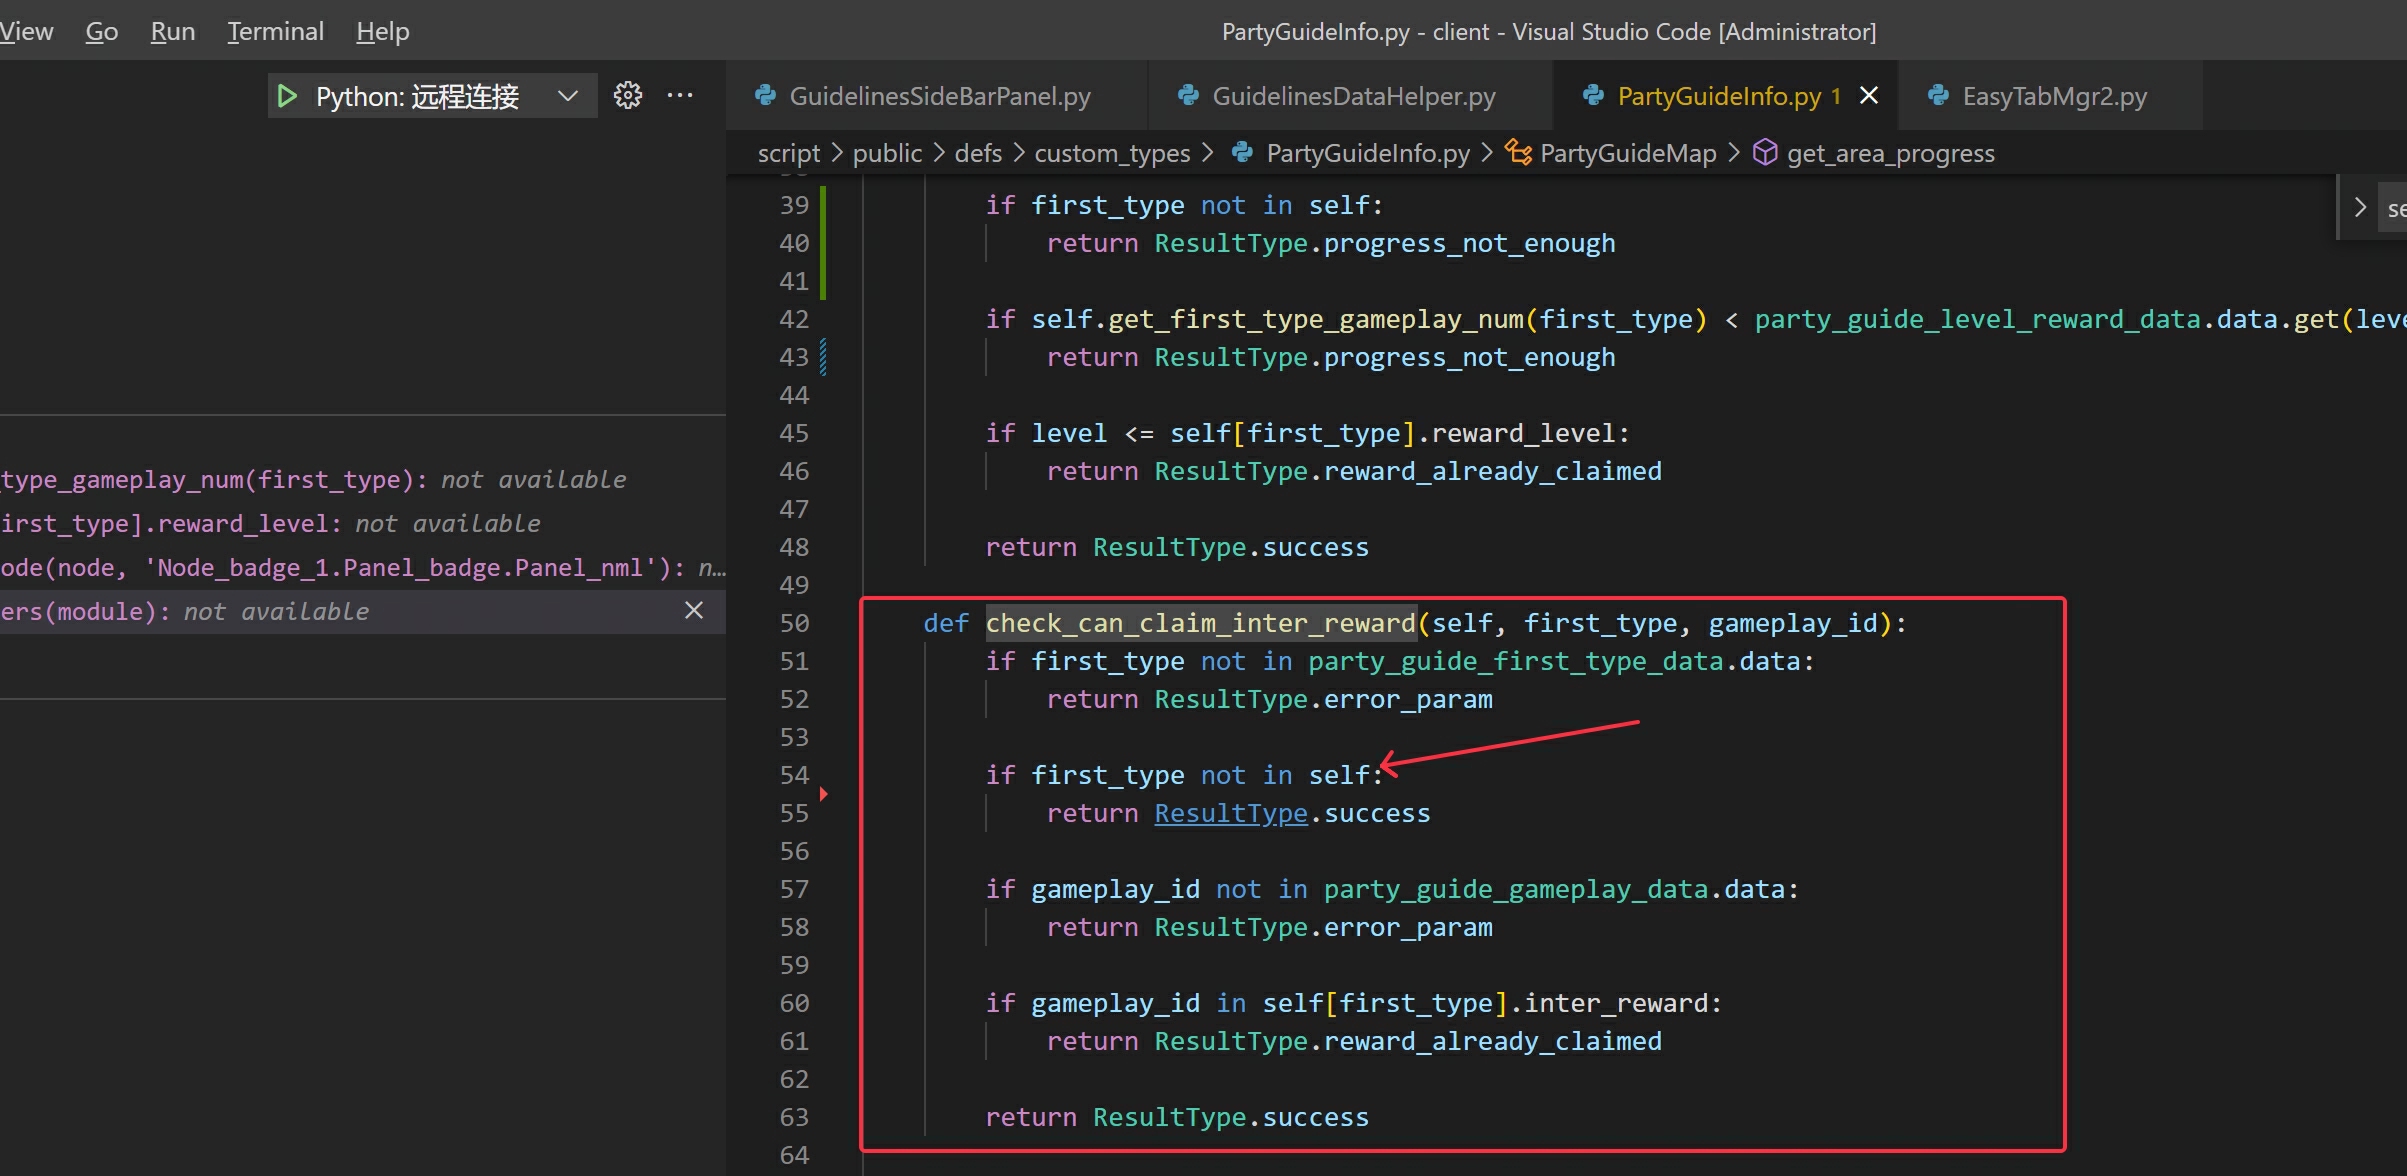 View Go Run Terminal Help
PartyGuideInfo.py - client - Visual Studio Code [Administrator]
Python: 远程连接
GuidelinesSideBarPanel.py
GuidelinesDataHelper.py
PartyGuideInfo.py 1
EasyTabMgr2.py
script > public > defs > custom_types > PartyGuideInfo.py > PartyGuideMap > get_area_progress
_type_gameplay_num(first_type): not available
irst_type].reward_level: not available
ode(node, 'Node_badge_1.Panel_badge.Panel_nml'): n…
ers(module): not available
se
39 if first_type not in self:
40 return ResultType.progress_not_enough
41
42 if self.get_first_type_gameplay_num(first_type) < party_guide_level_reward_data.data.get(leve
43 return ResultType.progress_not_enough
44
45 if level <= self[first_type].reward_level:
46 return ResultType.reward_already_claimed
47
48 return ResultType.success
49
50 def check_can_claim_inter_reward(self, first_type, gameplay_id):
51 if first_type not in party_guide_first_type_data.data:
52 return ResultType.error_param
53
54 if first_type not in self:
55 return ResultType.success
56
57 if gameplay_id not in party_guide_gameplay_data.data:
58 return ResultType.error_param
59
60 if gameplay_id in self[first_type].inter_reward:
61 return ResultType.reward_already_claimed
62
63 return ResultType.success
64